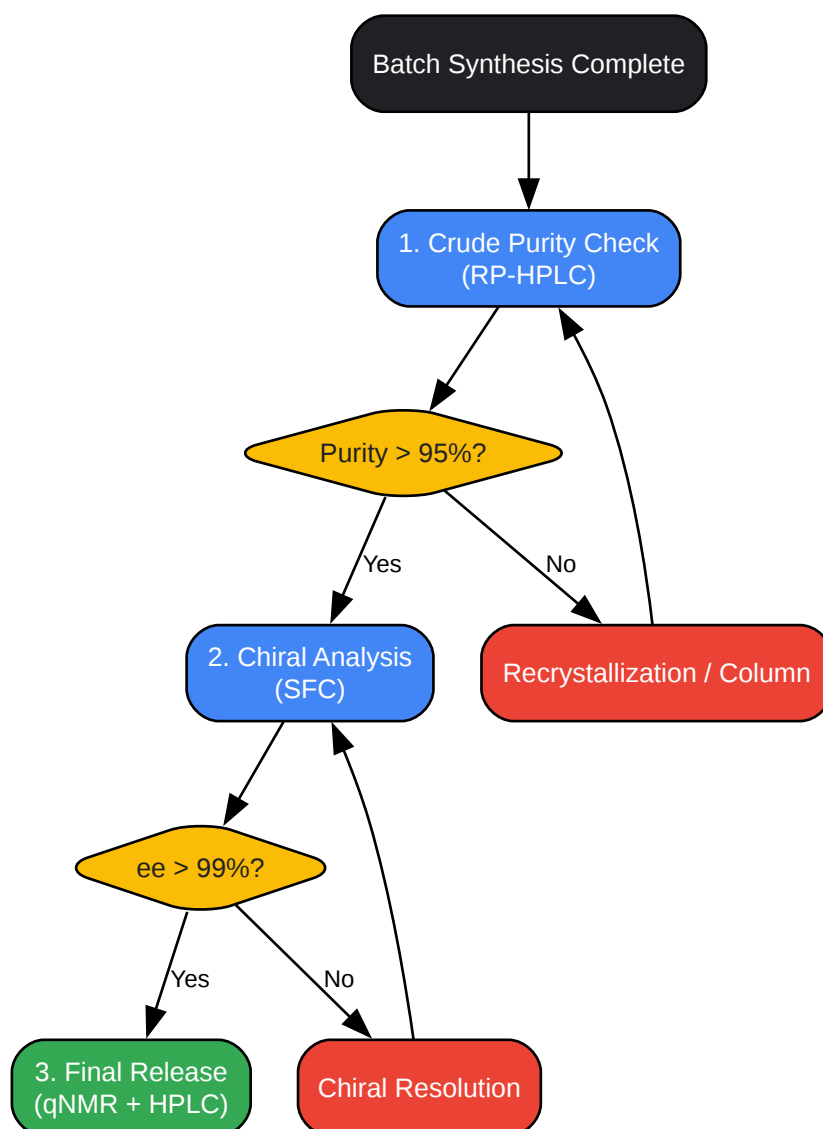 Batch Synthesis Complete
1. Crude Purity Check
(RP-HPLC)
Purity > 95%?
Yes
No
2. Chiral Analysis
(SFC)
Recrystallization / Column
ee > 99%?
Yes
No
3. Final Release
(qNMR + HPLC)
Chiral Resolution